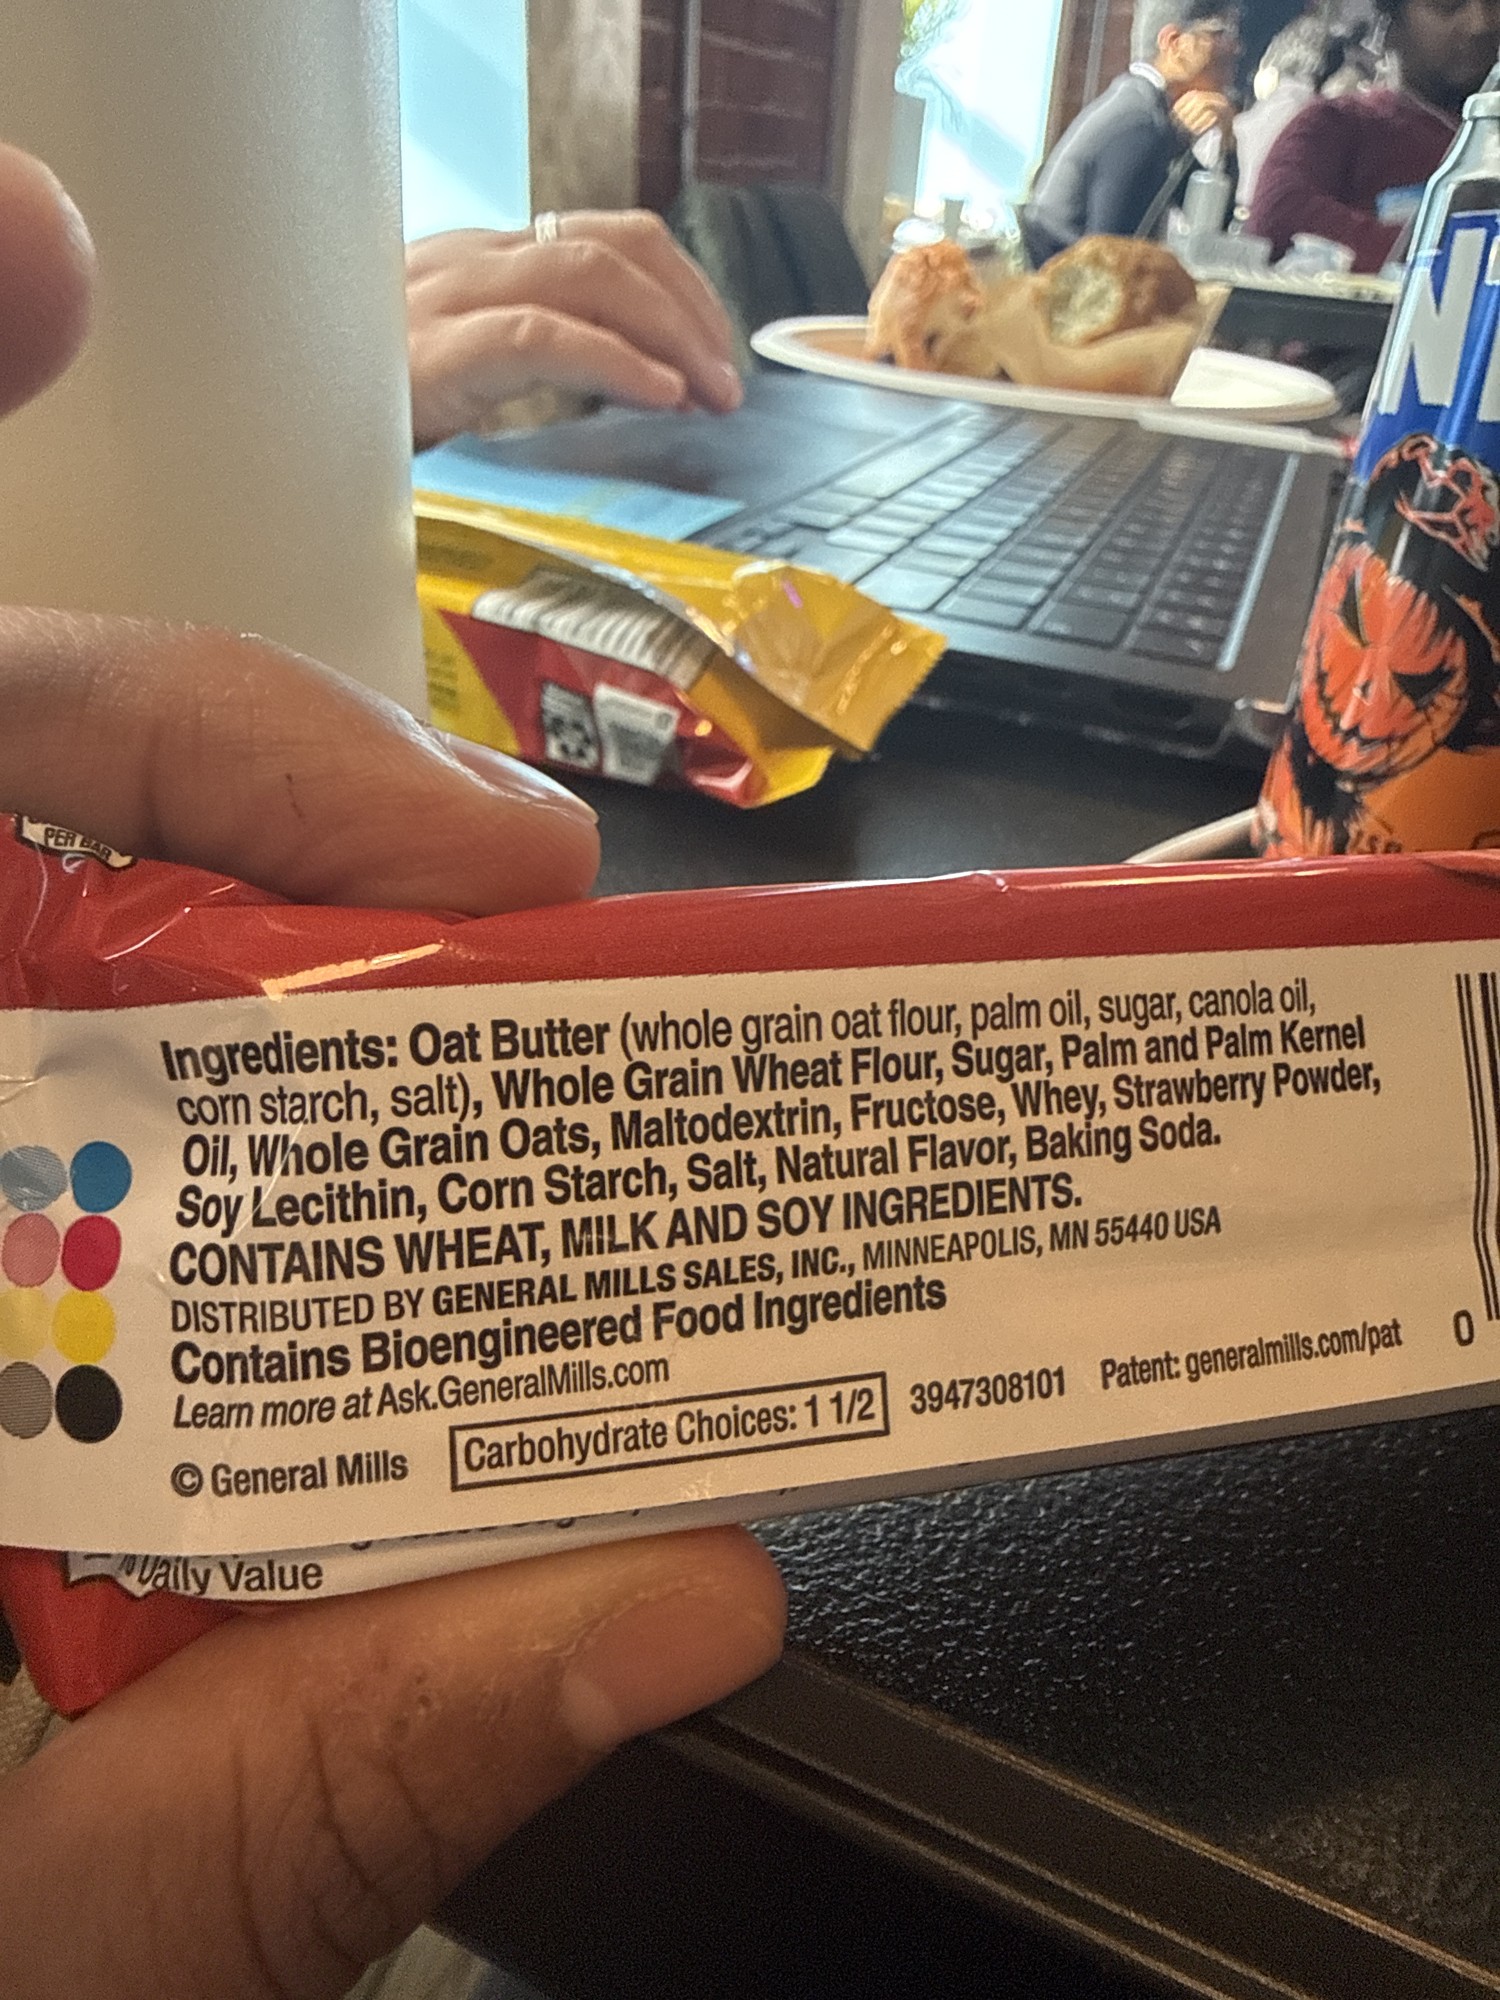 PER BAR
Ingredients: Oat Butter (whole grain oat flour, palm oil, sugar, canola oil,
corn starch, salt), Whole Grain Wheat Flour, Sugar, Palm and Palm Kernel
Oil, Whole Grain Oats, Maltodextrin, Fructose, Whey, Strawberry Powder,
Soy Lecithin, Corn Starch, Salt, Natural Flavor, Baking Soda.
CONTAINS WHEAT, MILK AND SOY INGREDIENTS.
DISTRIBUTED BY GENERAL MILLS SALES, INC., MINNEAPOLIS, MN 55440 USA
Contains Bioengineered Food Ingredients
Learn more at Ask.GeneralMills.com
© General Mills Carbohydrate Choices: 1 1/2 3947308101 Patent: generalmills.com/pat
0
% Daily Value